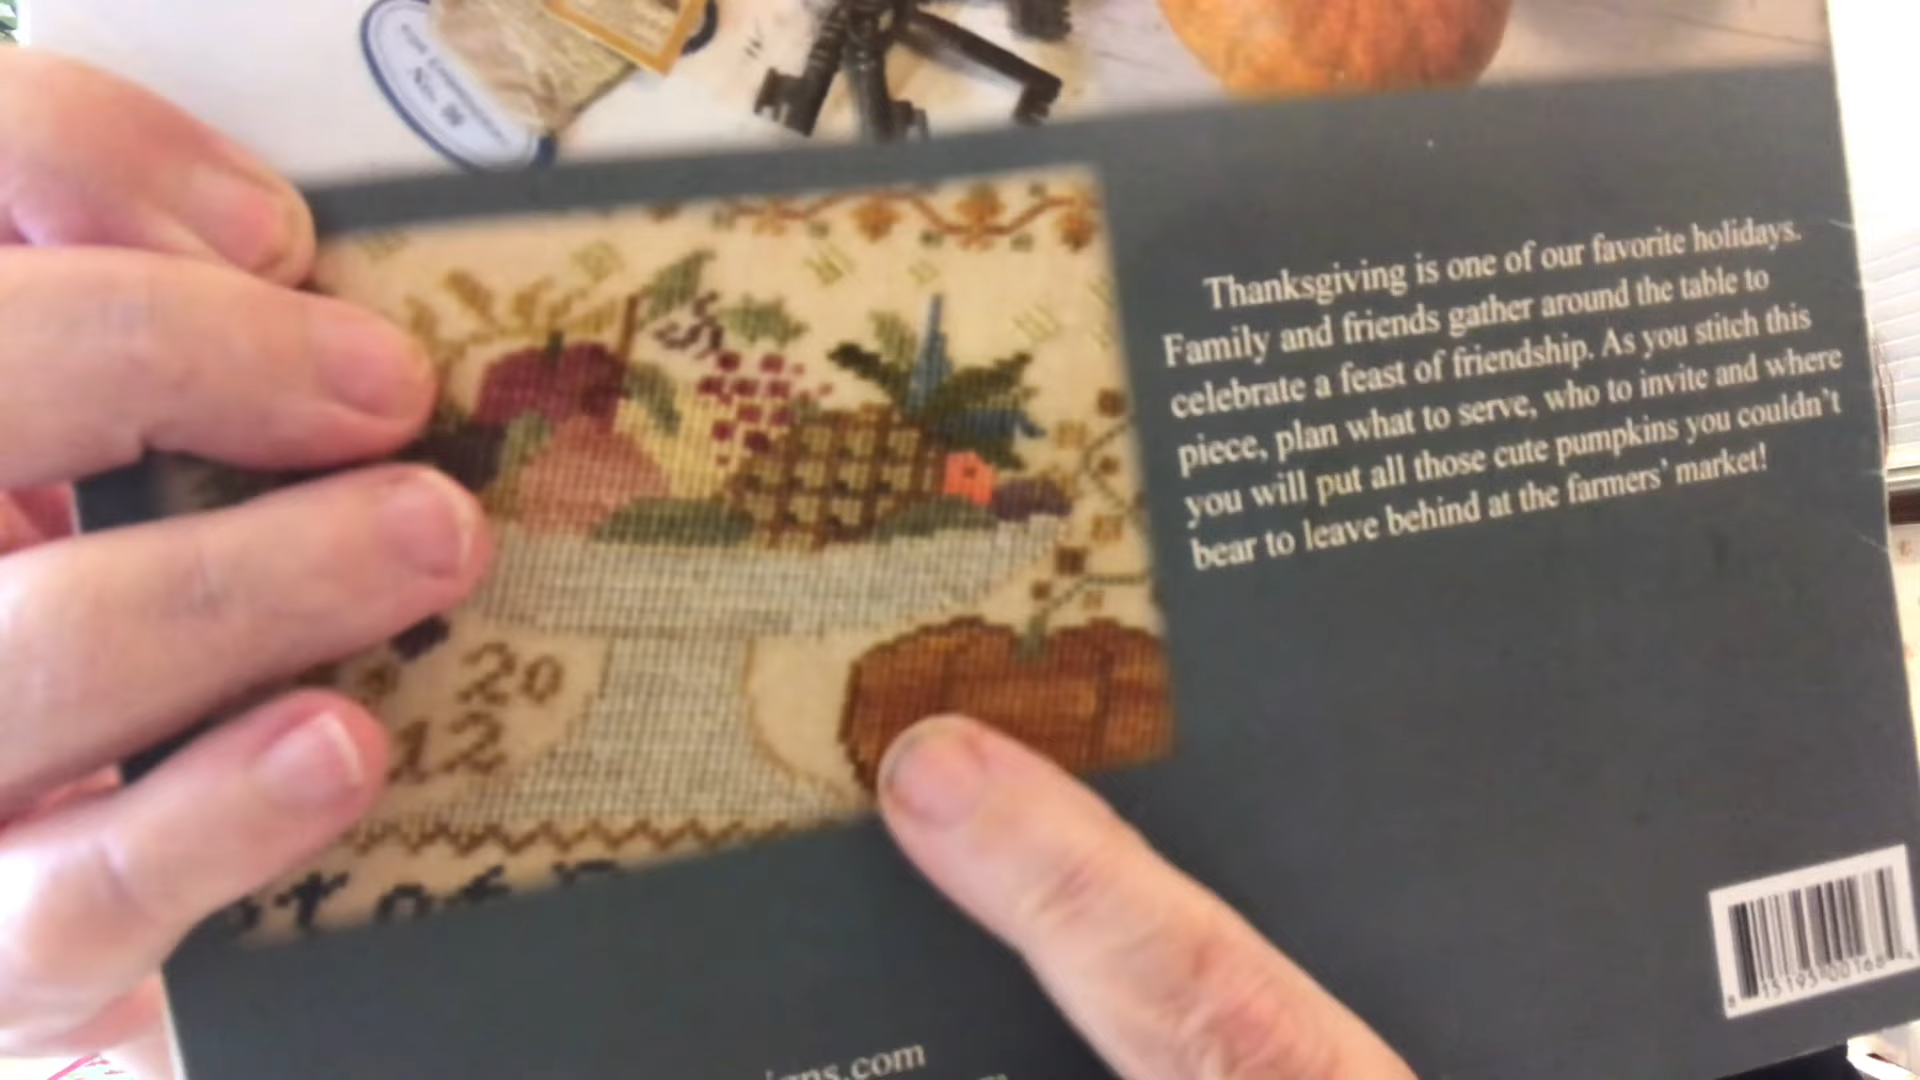 Thanksgiving is one of our favorite holidays.
Family and friends gather around the table to
celebrate a feast of friendship. As you stitch this
piece, plan what to serve, who to invite and where
you will put all those cute pumpkins you couldn't
bear to leave behind at the farmers' market!
20
12
.com